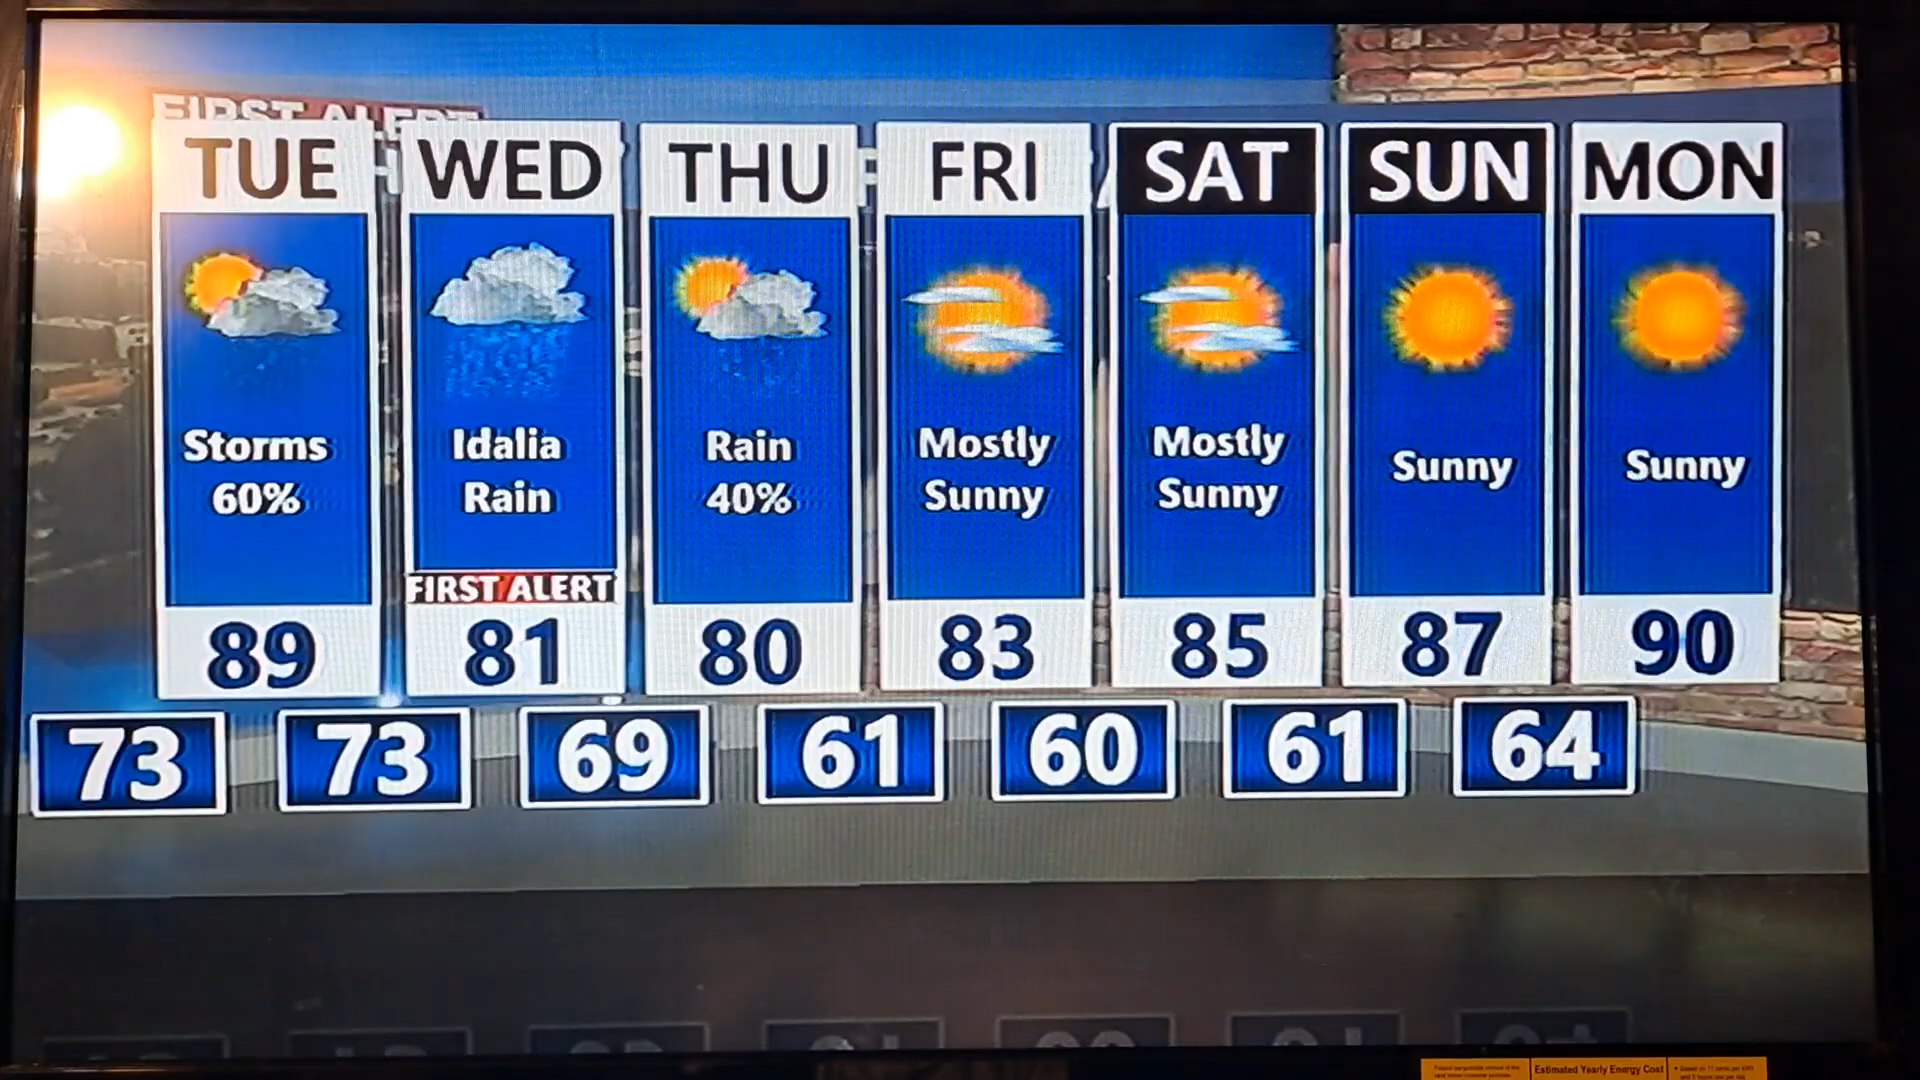 FIRST ALERT
TUE WED THU FRI SAT SUN MON
Storms
60%
Idalia
Rain
FIRST ALERT
Rain
40%
Mostly
Sunny
Mostly
Sunny
Sunny
Sunny
89 81 80 83 85 87 90
73 73 69 61 60 61 64
Estimated Yearly Energy Cost